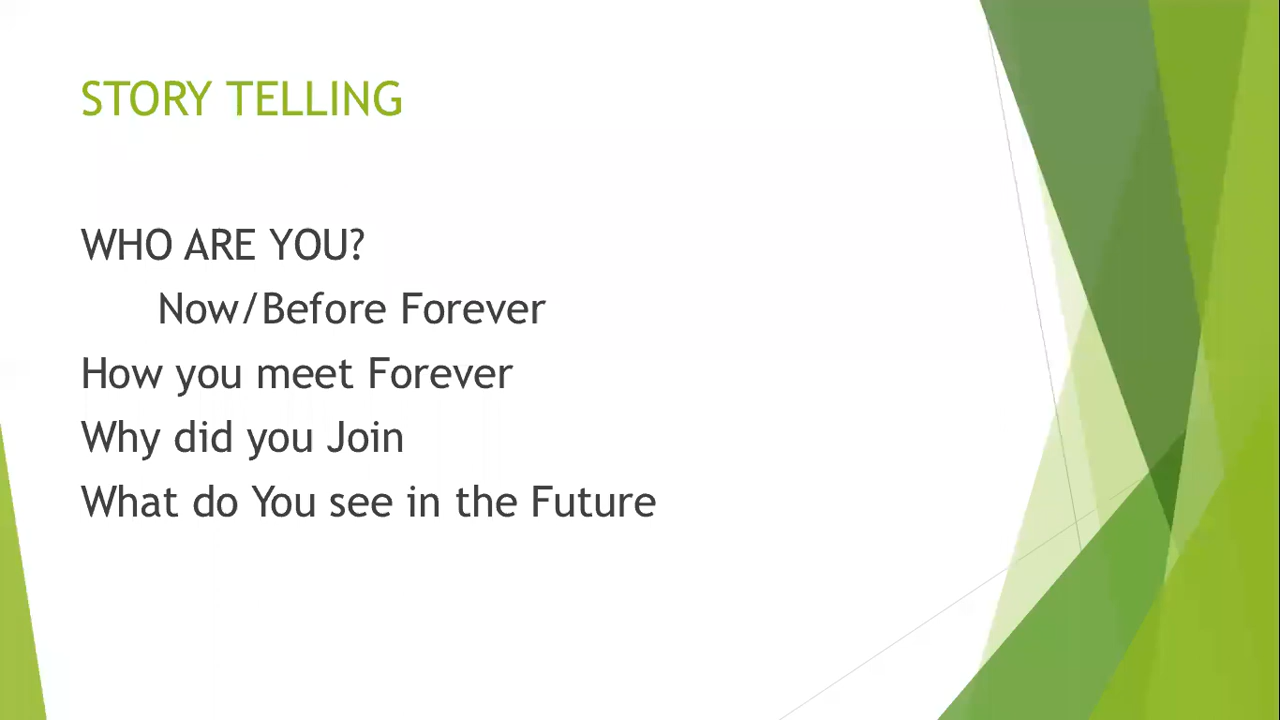 STORY TELLING
WHO ARE YOU?
Now/Before Forever
How you meet Forever
Why did you Join
What do You see in the Future